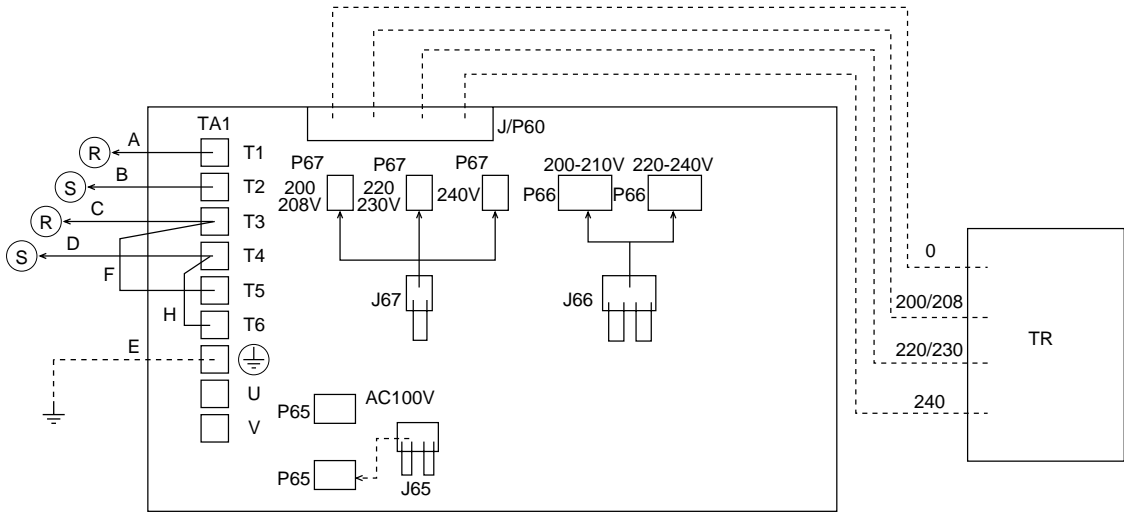 J/P60
TA1
R A T1
S B T2
R C T3
S D T4
F T5
H T6
E
U
V
P67 P67 P67
200
208V
220
230V
240V
200-210V 220-240V
P66 P66
J67
J66
P65 AC100V
P65
J65
0
200/208
220/230
240
TR